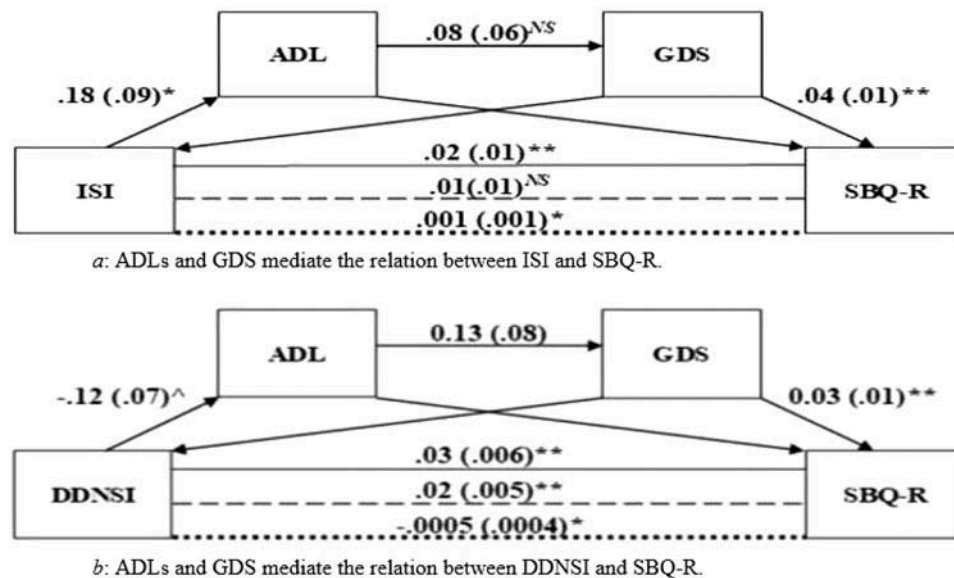 .08 (.06)^NS
ADL
GDS
.18 (.09)*
.04 (.01)**
.02 (.01)**
ISI
.01(.01)^NS
SBQ-R
.001 (.001)*
a: ADLs and GDS mediate the relation between ISI and SBQ-R.
0.13 (.08)
ADL
GDS
-.12 (.07)^
0.03 (.01)**
.03 (.006)**
DDNSI
.02 (.005)**
SBQ-R
-.0005 (.0004)*
b: ADLs and GDS mediate the relation between DDNSI and SBQ-R.